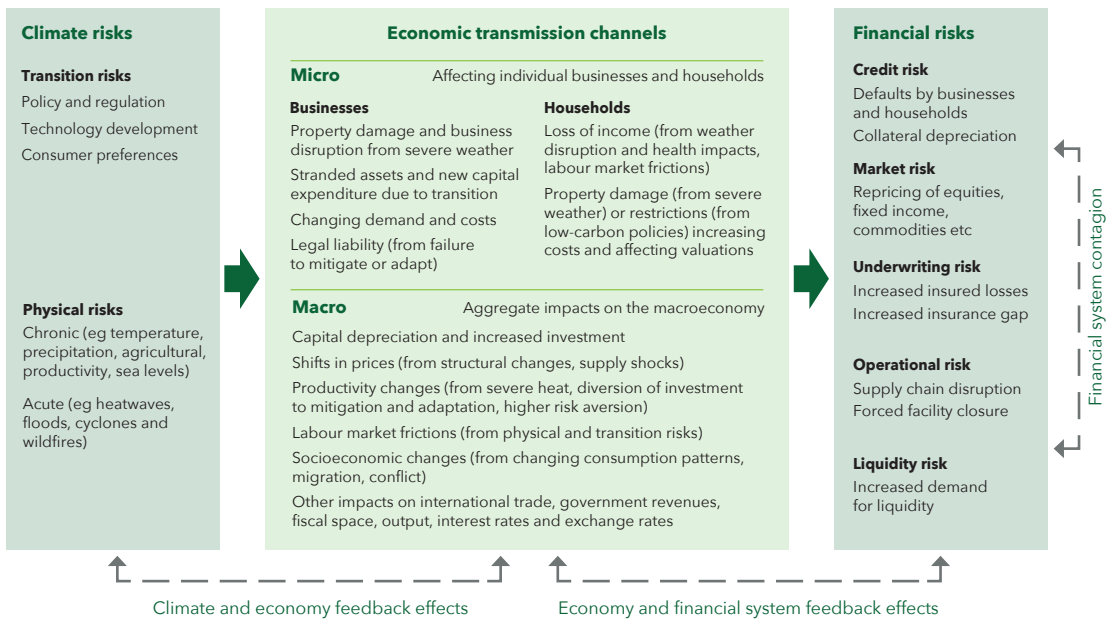 Climate risks
Transition risks
Policy and regulation
Technology development
Consumer preferences
Physical risks
Chronic (eg temperature,
precipitation, agricultural,
productivity, sea levels)
Acute (eg heatwaves,
floods, cyclones and
wildfires)
Economic transmission channels
Micro
Affecting individual businesses and households
Businesses
Property damage and business
disruption from severe weather
Stranded assets and new capital
expenditure due to transition
Changing demand and costs
Legal liability (from failure
to mitigate or adapt)
Households
Loss of income (from weather
disruption and health impacts,
labour market frictions)
Property damage (from severe
weather) or restrictions (from
low-carbon policies) increasing
costs and affecting valuations
Macro
Aggregate impacts on the macroeconomy
Capital depreciation and increased investment
Shifts in prices (from structural changes, supply shocks)
Productivity changes (from severe heat, diversion of investment
to mitigation and adaptation, higher risk aversion)
Labour market frictions (from physical and transition risks)
Socioeconomic changes (from changing consumption patterns,
migration, conflict)
Other impacts on international trade, government revenues,
fiscal space, output, interest rates and exchange rates
Financial risks
Credit risk
Defaults by businesses
and households
Collateral depreciation
Market risk
Repricing of equities,
fixed income,
commodities etc
Underwriting risk
Increased insured losses
Increased insurance gap
Operational risk
Supply chain disruption
Forced facility closure
Liquidity risk
Increased demand
for liquidity
Financial system contagion
Climate and economy feedback effects
Economy and financial system feedback effects